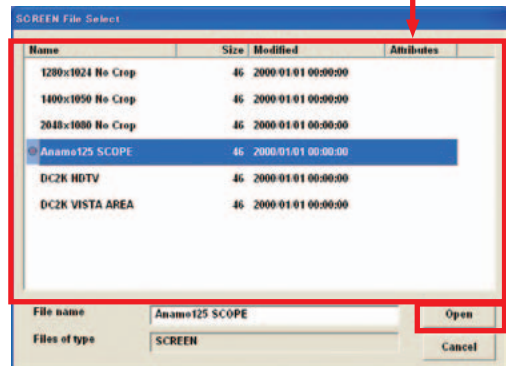 SCREEN File Select
Name Size Modified Attributes
1280x1024 No Crop 46 2000/01/01 00:00:00
1400x1050 No Crop 46 2000/01/01 00:00:00
2048x1080 No Crop 46 2000/01/01 00:00:00
Anamo125 SCOPE 46 2000/01/01 00:00:00
DC2K HDTV 46 2000/01/01 00:00:00
DC2K VISTA AREA 46 2000/01/01 00:00:00
File name Anamo125 SCOPE Open
Files of type SCREEN Cancel